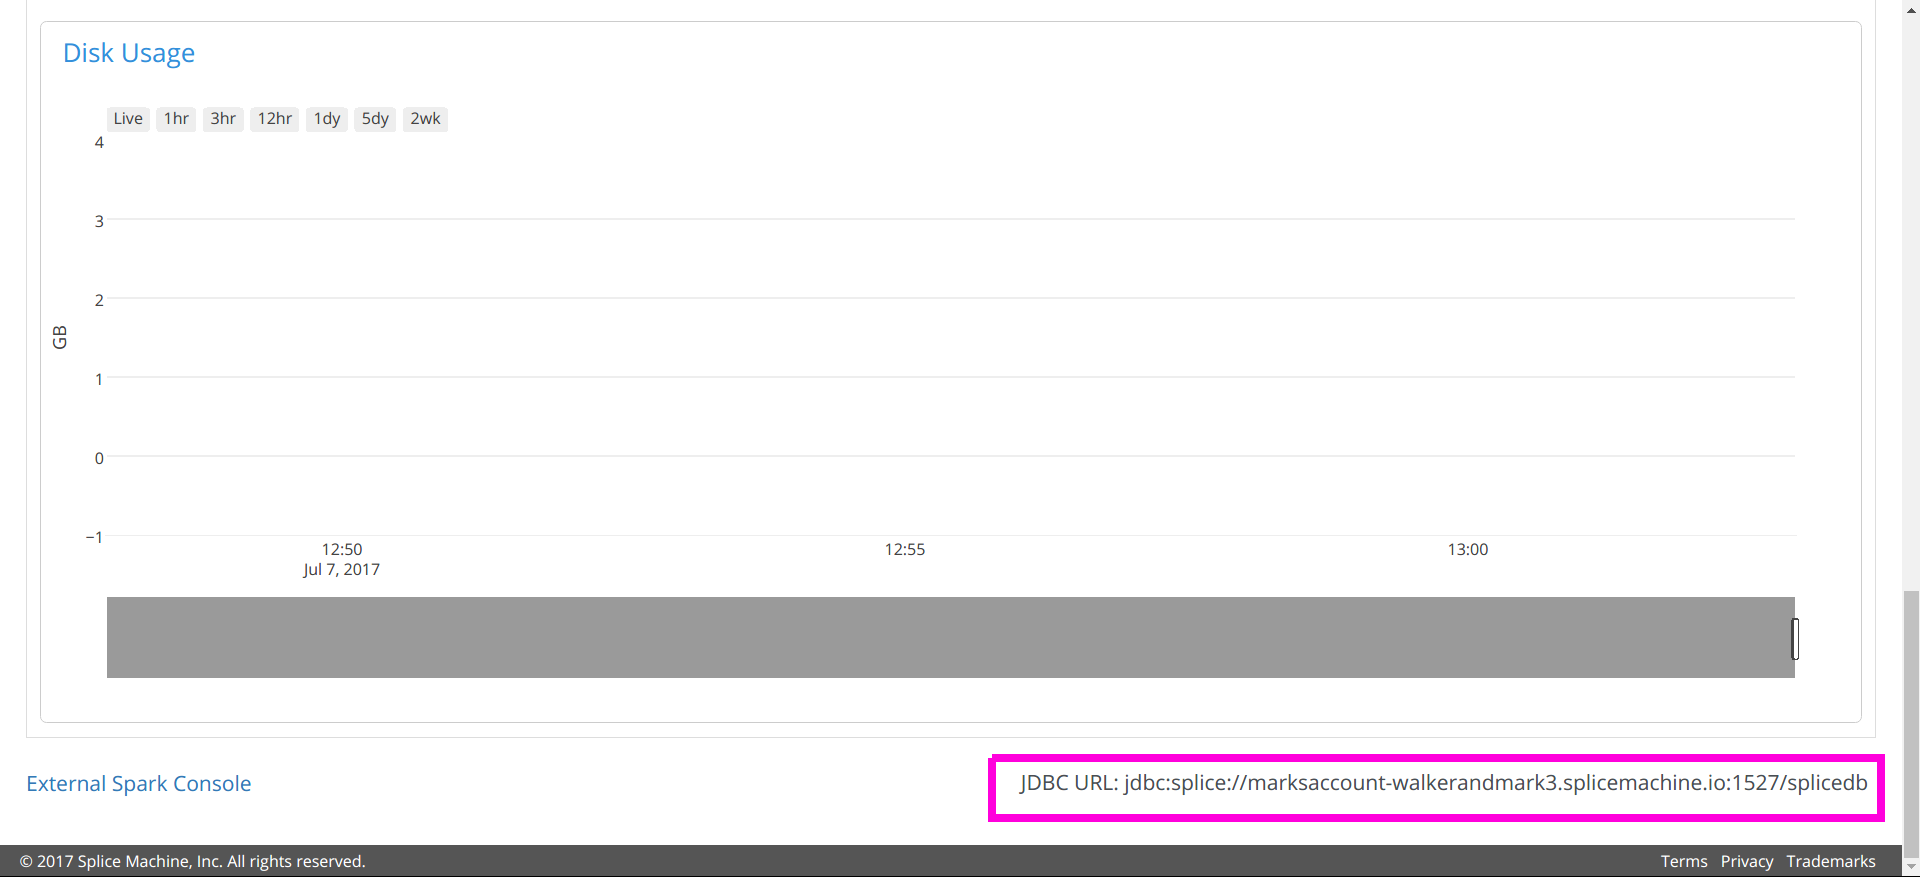 Disk Usage
Live 1hr 3hr 12hr 1dy 5dy 2wk
4
3
2
GB
1
0
−1
12:50 12:55 13:00
Jul 7, 2017
External Spark Console JDBC URL: jdbc:splice://marksaccount-walkerandmark3.splicemachine.io:1527/splicedb
© 2017 Splice Machine, Inc. All rights reserved. Terms Privacy Trademarks